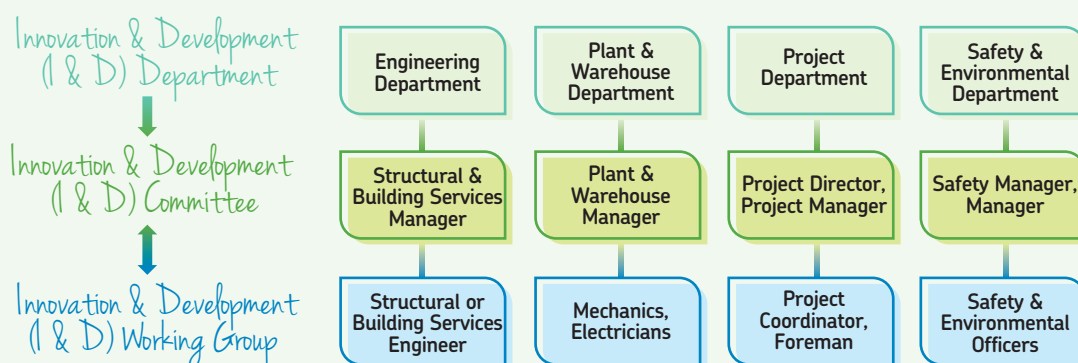 Innovation & Development
(I & D) Department
Engineering
Department
Plant &
Warehouse
Department
Project
Department
Safety &
Environmental
Department
Innovation & Development
(I & D) Committee
Structural &
Building Services
Manager
Plant &
Warehouse
Manager
Project Director,
Project Manager
Safety Manager,
Manager
Innovation & Development
(I & D) Working Group
Structural or
Building Services
Engineer
Mechanics,
Electricians
Project
Coordinator,
Foreman
Safety &
Environmental
Officers